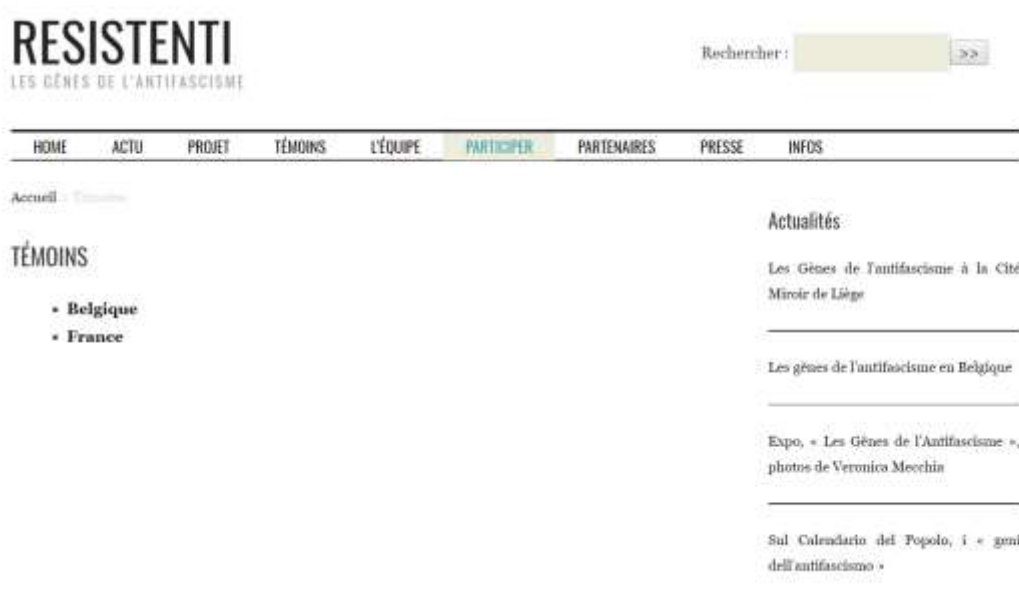 RESISTENTI
LES GÊNES DE L'ANTIFASCISME
Rechercher :
>>
HOME ACTU PROJET TÉMOINS L'ÉQUIPE PARTICIPER PARTENAIRES PRESSE INFOS
Accueil » Témoins
TÉMOINS
• Belgique
• France
Actualités
Les Gènes de l'antifascisme à la Cité
Miroir de Liège
Les gènes de l'antifascisme en Belgique
Expo, « Les Gènes de l'Antifascisme »,
photos de Veronica Mecchia
Sul Calendario del Popolo, i « geni
dell'antifascismo »